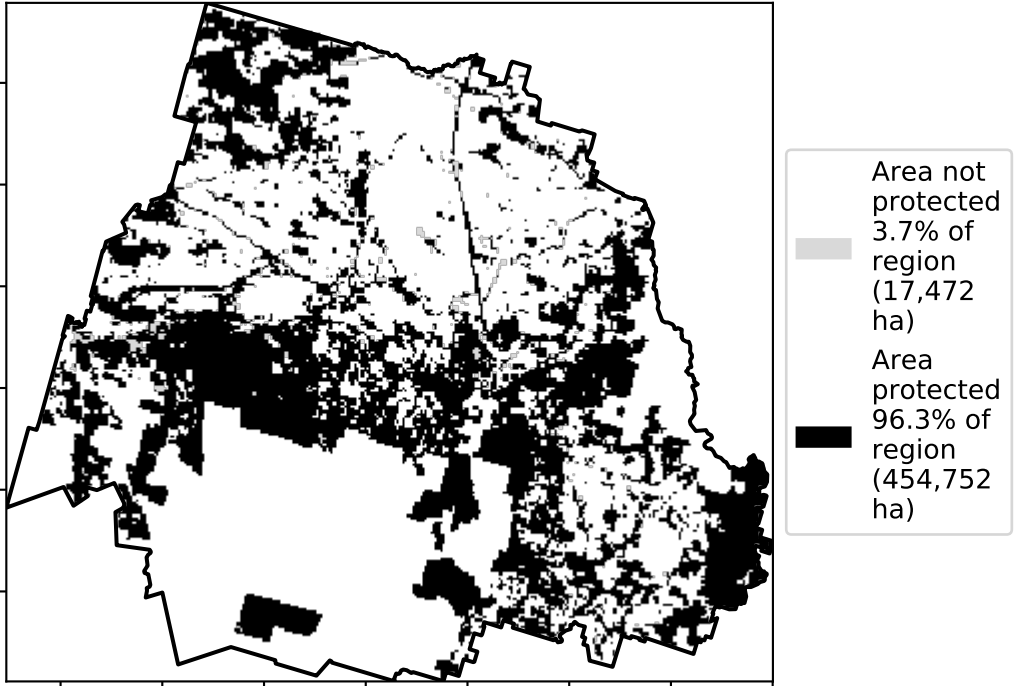 Area not
protected
3.7% of
region
(17,472
ha)
Area
protected
96.3% of
region
(454,752
ha)